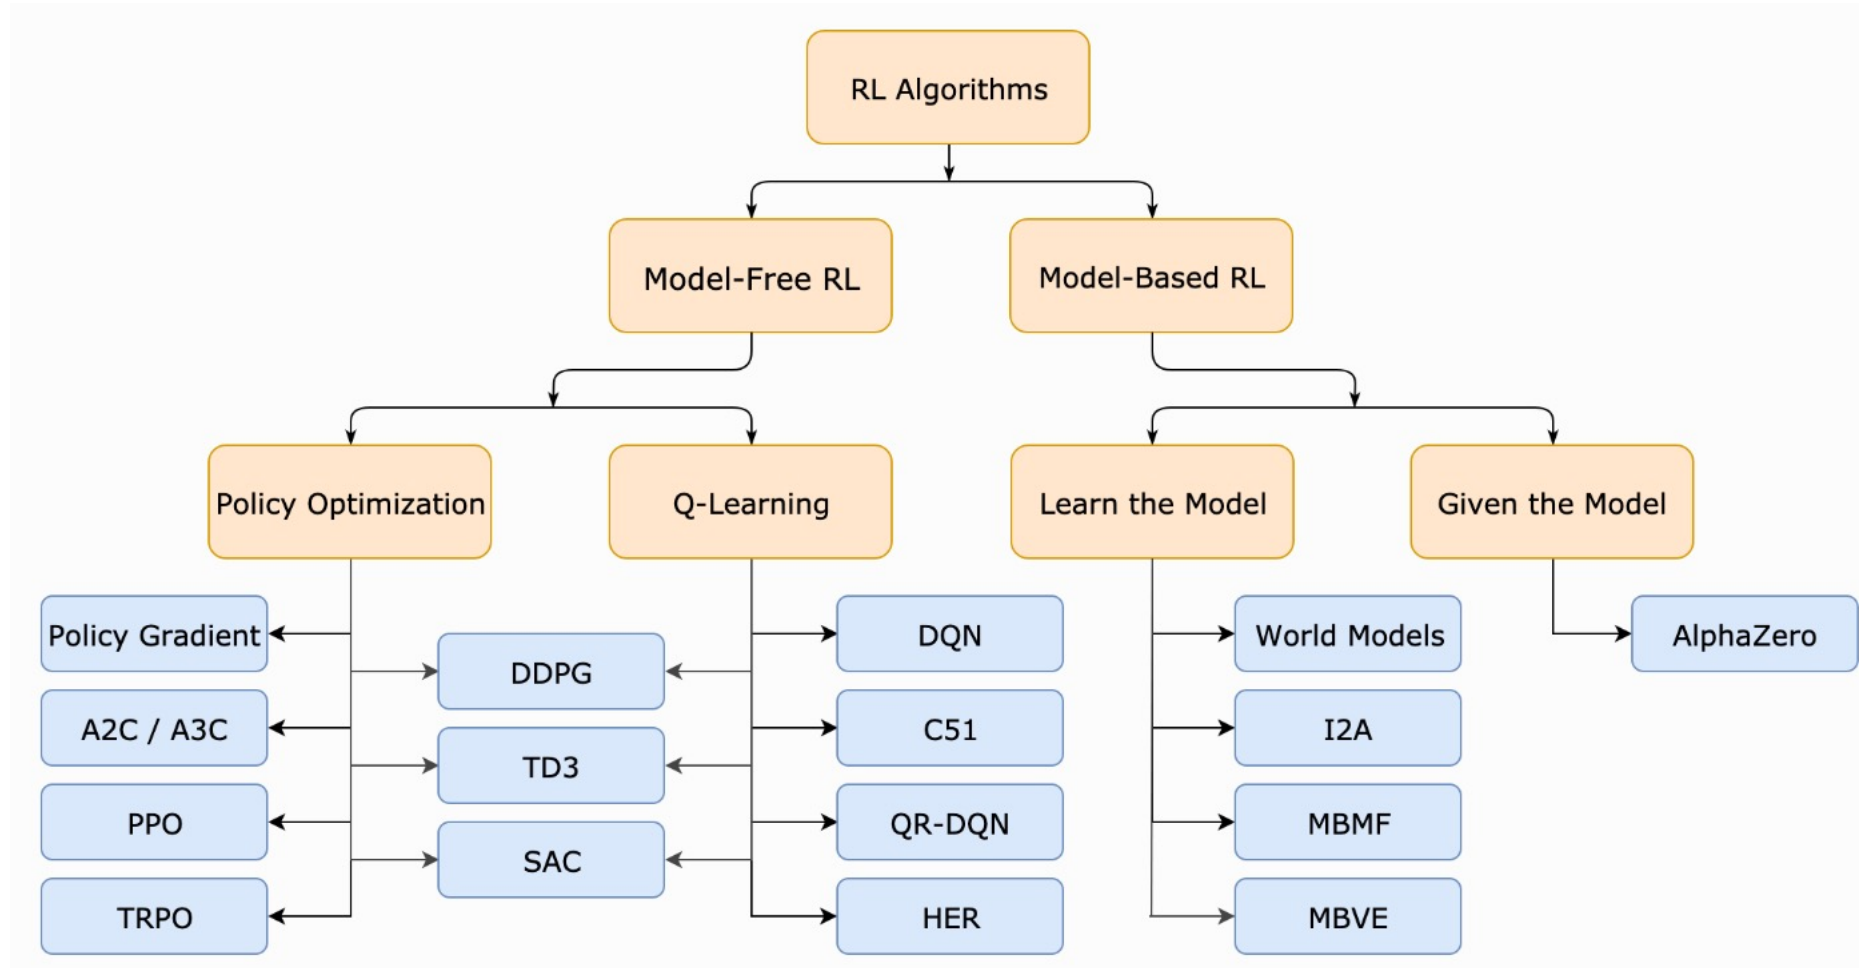 RL Algorithms
Model-Free RL
Model-Based RL
Policy Optimization
Q-Learning
Learn the Model
Given the Model
Policy Gradient
DDPG
DQN
World Models
AlphaZero
A2C / A3C
TD3
C51
I2A
PPO
SAC
QR-DQN
MBMF
TRPO
HER
MBVE